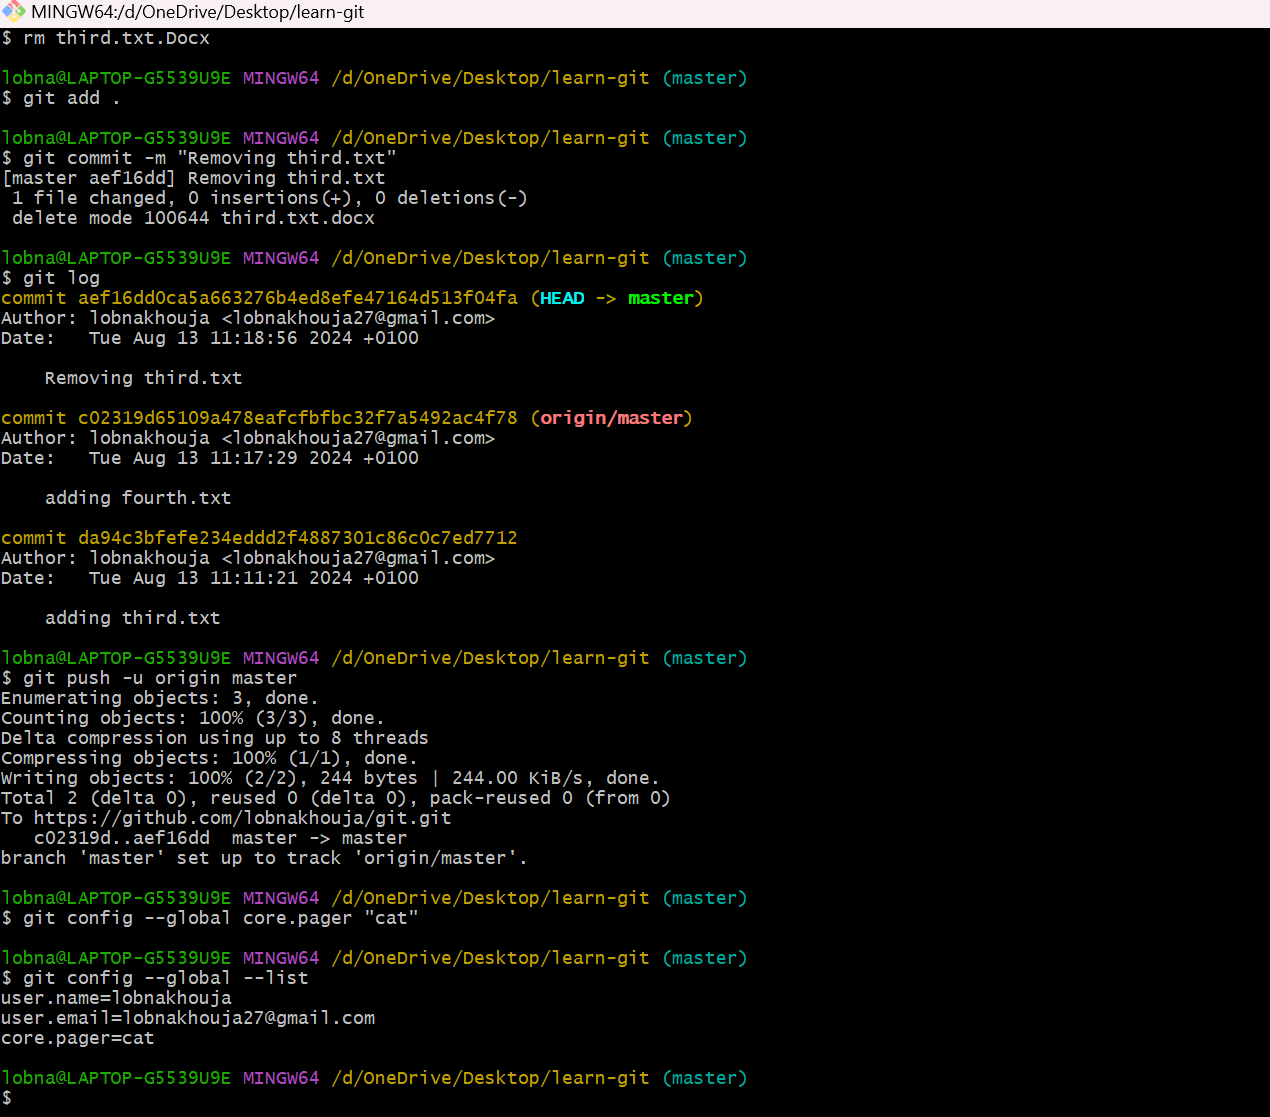 MINGW64:/d/OneDrive/Desktop/learn-git
$ rm third.txt.Docx
lobna@LAPTOP-G5539U9E MINGW64 /d/OneDrive/Desktop/learn-git (master)
$ git add .
lobna@LAPTOP-G5539U9E MINGW64 /d/OneDrive/Desktop/learn-git (master)
$ git commit -m "Removing third.txt"
[master aef16dd] Removing third.txt
 1 file changed, 0 insertions(+), 0 deletions(-)
 delete mode 100644 third.txt.docx
lobna@LAPTOP-G5539U9E MINGW64 /d/OneDrive/Desktop/learn-git (master)
$ git log
commit aef16dd0ca5a663276b4ed8efe47164d513f04fa (HEAD -> master)
Author: lobnakhouja <lobnakhouja27@gmail.com>
Date:   Tue Aug 13 11:18:56 2024 +0100
    Removing third.txt
commit c02319d65109a478eafcfbfbc32f7a5492ac4f78 (origin/master)
Author: lobnakhouja <lobnakhouja27@gmail.com>
Date:   Tue Aug 13 11:17:29 2024 +0100
    adding fourth.txt
commit da94c3bfefe234eddd2f4887301c86c0c7ed7712
Author: lobnakhouja <lobnakhouja27@gmail.com>
Date:   Tue Aug 13 11:11:21 2024 +0100
    adding third.txt
lobna@LAPTOP-G5539U9E MINGW64 /d/OneDrive/Desktop/learn-git (master)
$ git push -u origin master
Enumerating objects: 3, done.
Counting objects: 100% (3/3), done.
Delta compression using up to 8 threads
Compressing objects: 100% (1/1), done.
Writing objects: 100% (2/2), 244 bytes | 244.00 KiB/s, done.
Total 2 (delta 0), reused 0 (delta 0), pack-reused 0 (from 0)
To https://github.com/lobnakhouja/git.git
   c02319d..aef16dd  master -> master
branch 'master' set up to track 'origin/master'.
lobna@LAPTOP-G5539U9E MINGW64 /d/OneDrive/Desktop/learn-git (master)
$ git config --global core.pager "cat"
lobna@LAPTOP-G5539U9E MINGW64 /d/OneDrive/Desktop/learn-git (master)
$ git config --global --list
user.name=lobnakhouja
user.email=lobnakhouja27@gmail.com
core.pager=cat
lobna@LAPTOP-G5539U9E MINGW64 /d/OneDrive/Desktop/learn-git (master)
$